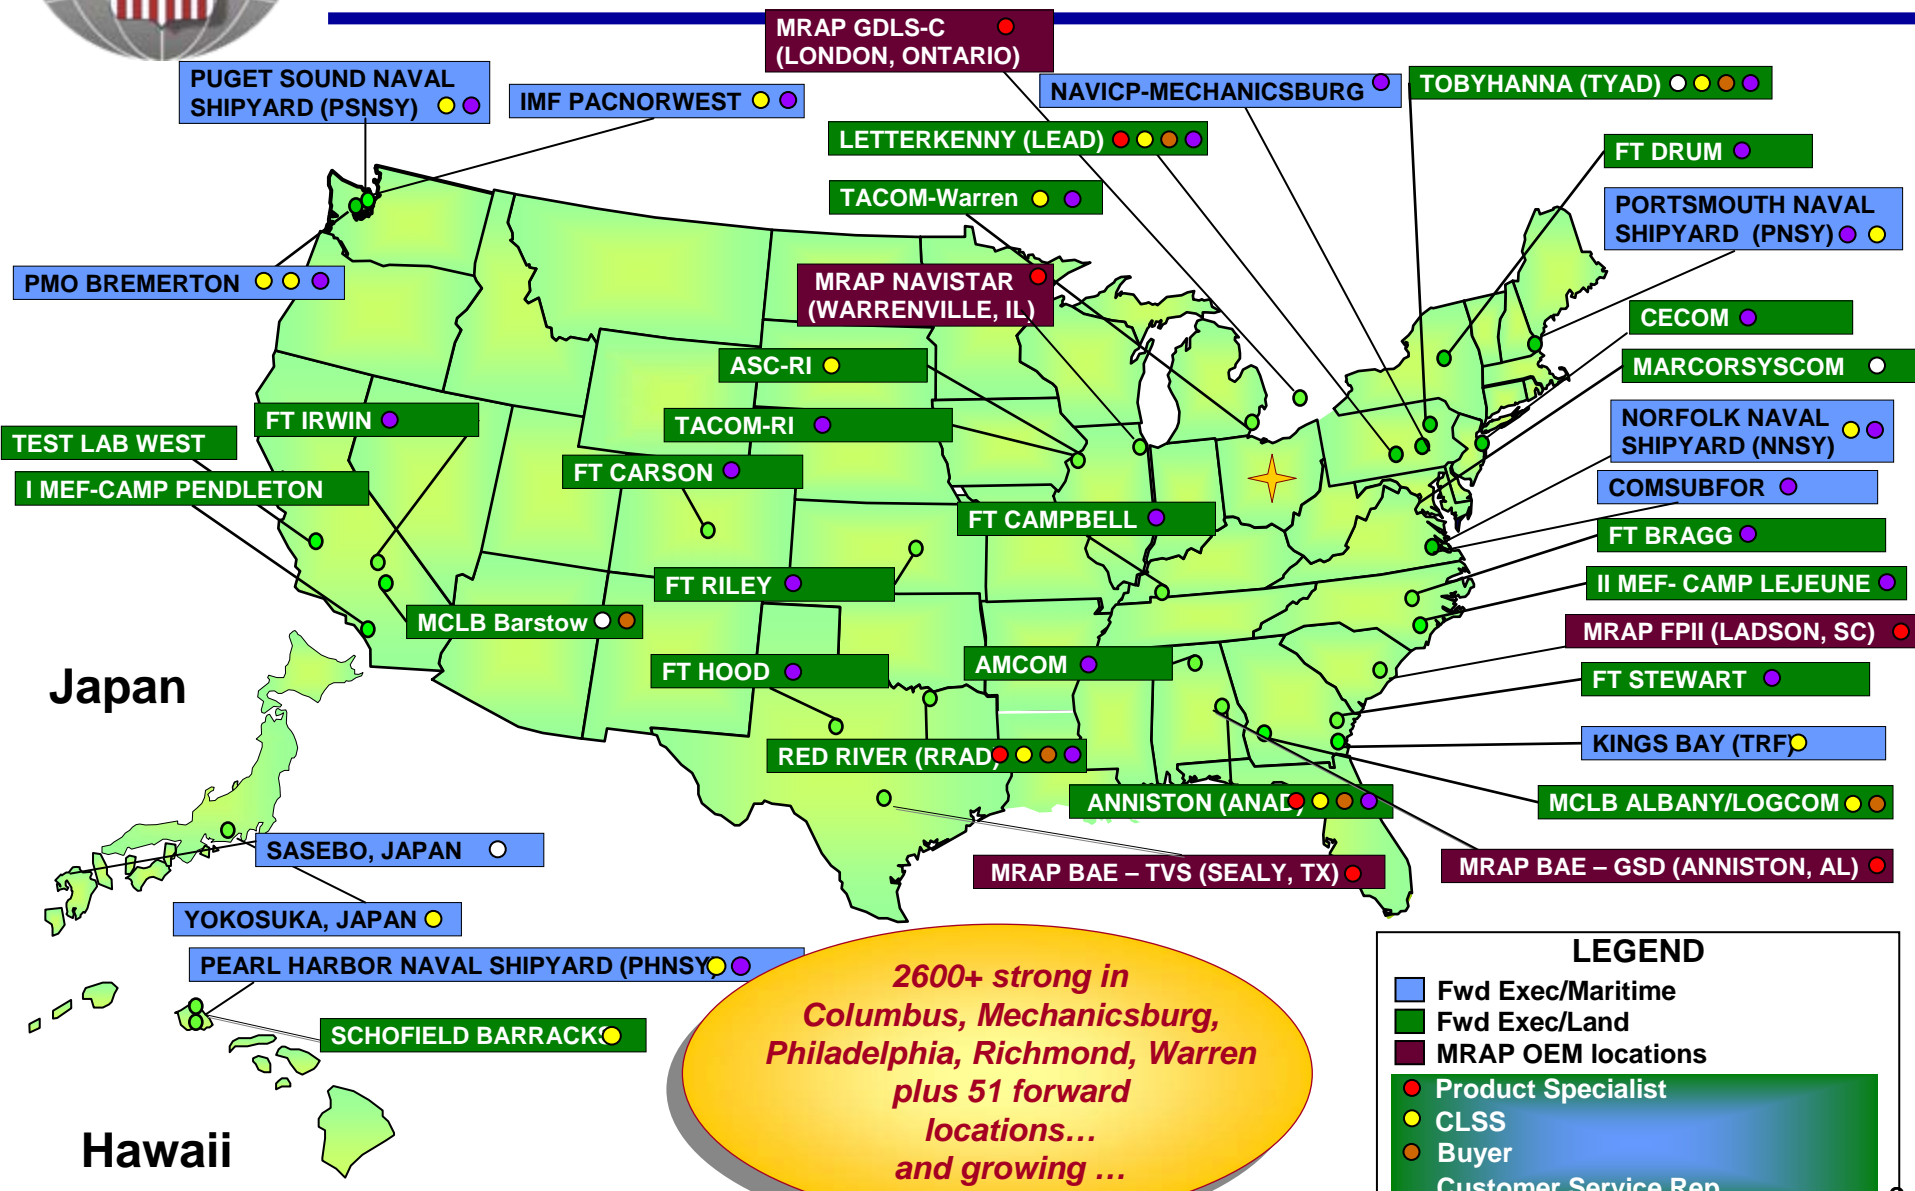 MRAP GDLS-C
(LONDON, ONTARIO)
PUGET SOUND NAVAL
SHIPYARD (PSNSY)
IMF PACNORWEST
NAVICP-MECHANICSBURG
TOBYHANNA (TYAD)
LETTERKENNY (LEAD)
FT DRUM
TACOM-Warren
PORTSMOUTH NAVAL
SHIPYARD (PNSY)
PMO BREMERTON
MRAP NAVISTAR
(WARRENVILLE, IL)
CECOM
ASC-RI
MARCORSYSCOM
FT IRWIN
TACOM-RI
NORFOLK NAVAL
SHIPYARD (NNSY)
TEST LAB WEST
FT CARSON
I MEF-CAMP PENDLETON
COMSUBFOR
FT CAMPBELL
FT BRAGG
FT RILEY
II MEF- CAMP LEJEUNE
MCLB Barstow
MRAP FPII (LADSON, SC)
Japan
FT HOOD
AMCOM
FT STEWART
RED RIVER (RRAD)
KINGS BAY (TRF)
ANNISTON (ANAD)
MCLB ALBANY/LOGCOM
SASEBO, JAPAN
MRAP BAE – TVS (SEALY, TX)
MRAP BAE – GSD (ANNISTON, AL)
YOKOSUKA, JAPAN
PEARL HARBOR NAVAL SHIPYARD (PHNSY)
SCHOFIELD BARRACKS
Hawaii
2600+ strong in
Columbus, Mechanicsburg,
Philadelphia, Richmond, Warren
plus 51 forward
locations…
and growing …
LEGEND
Fwd Exec/Maritime
Fwd Exec/Land
MRAP OEM locations
Product Specialist
CLSS
Buyer
Customer Service Rep